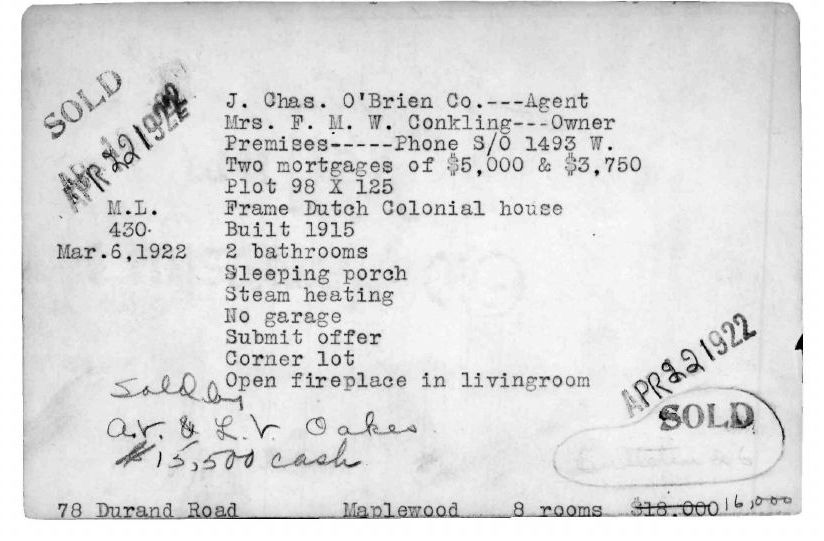 SOLD
APR 22 1922
J. Chas. O'Brien Co.---Agent
Mrs. F. M. W. Conkling---Owner
Premises-----Phone S/O 1493 W.
Two mortgages of $5,000 & $3,750
Plot 98 X 125
M.L. Frame Dutch Colonial house
430. Built 1915
Mar.6,1922 2 bathrooms
Sleeping porch
Steam heating
No garage
Submit offer
Corner lot
Open fireplace in livingroom
Sold by
A.V. & L.V. Oakes
$15,500 cash
APR 22 1922
SOLD
78 Durand Road Maplewood 8 rooms $18,000 16,000